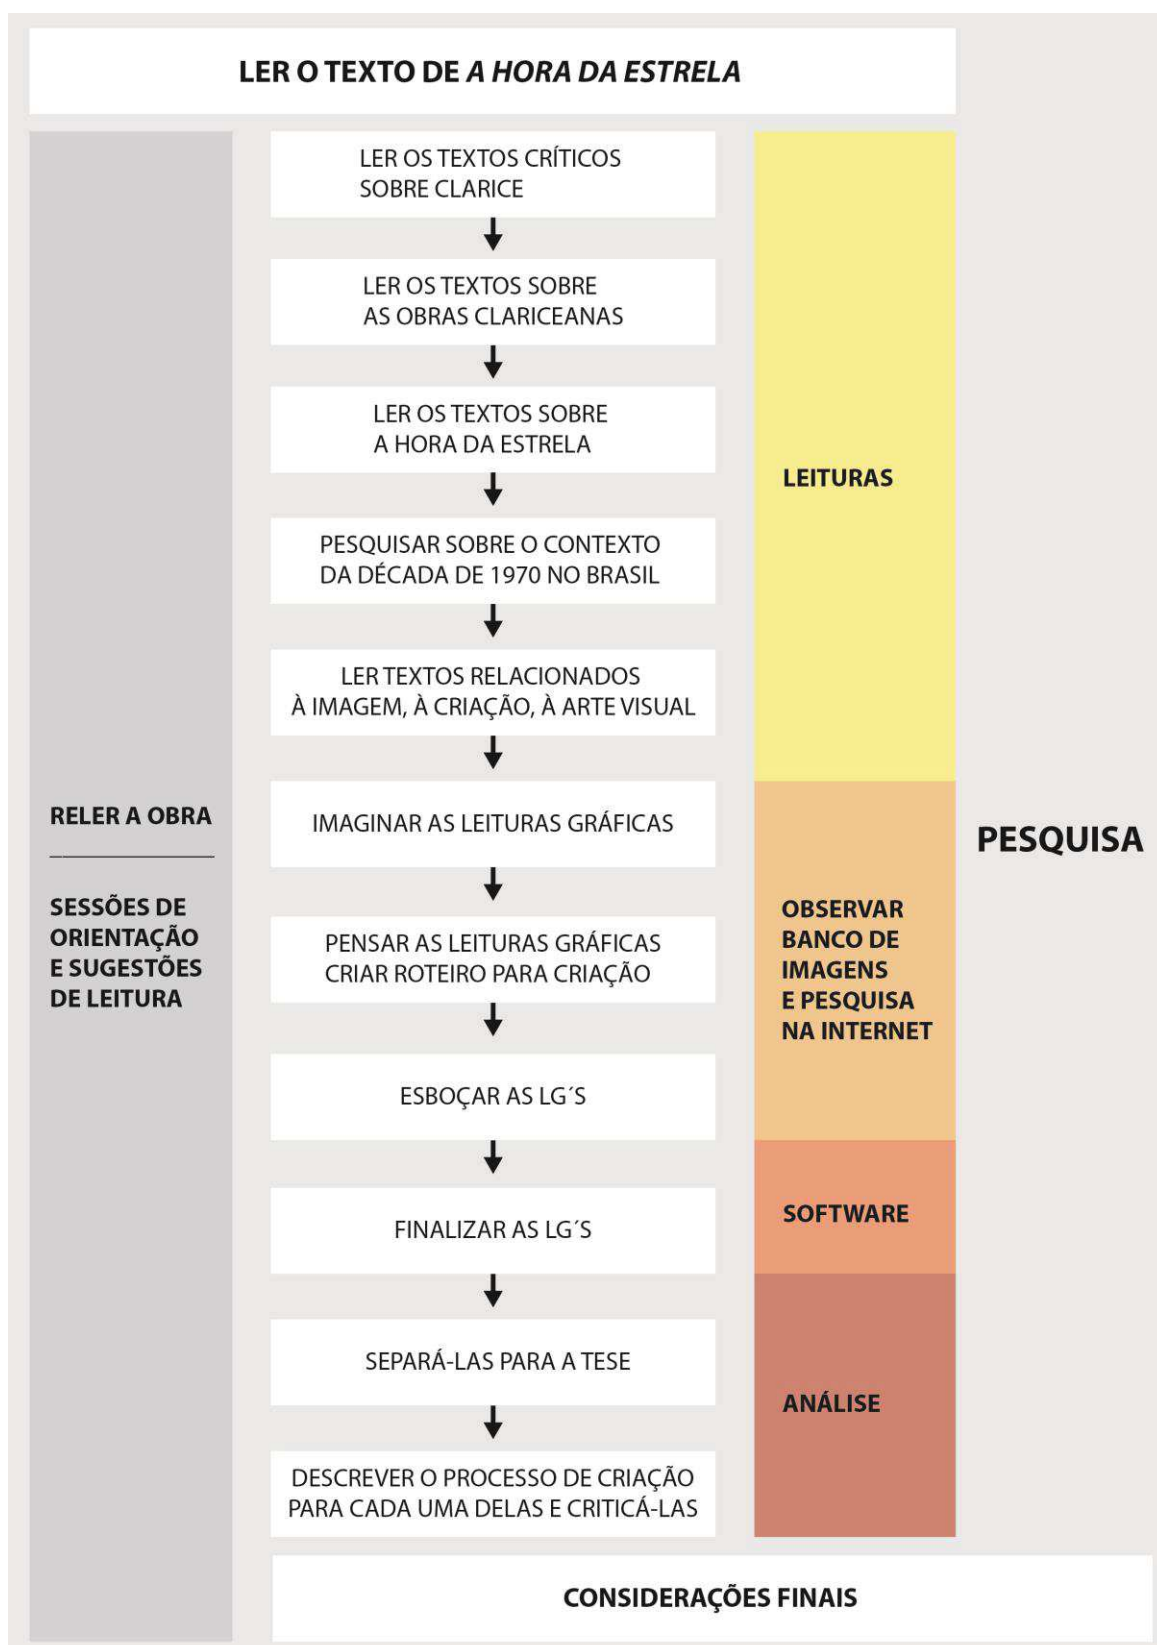 LER O TEXTO DE A HORA DA ESTRELA
LER OS TEXTOS CRÍTICOS
SOBRE CLARICE
LER OS TEXTOS SOBRE
AS OBRAS CLARICEANAS
LER OS TEXTOS SOBRE
A HORA DA ESTRELA
PESQUISAR SOBRE O CONTEXTO
DA DÉCADA DE 1970 NO BRASIL
LER TEXTOS RELACIONADOS
À IMAGEM, À CRIAÇÃO, À ARTE VISUAL
IMAGINAR AS LEITURAS GRÁFICAS
PENSAR AS LEITURAS GRÁFICAS
CRIAR ROTEIRO PARA CRIAÇÃO
ESBOÇAR AS LG´S
FINALIZAR AS LG´S
SEPARÁ-LAS PARA A TESE
DESCREVER O PROCESSO DE CRIAÇÃO
PARA CADA UMA DELAS E CRITICÁ-LAS
RELER A OBRA
SESSÕES DE
ORIENTAÇÃO
E SUGESTÕES
DE LEITURA
LEITURAS
OBSERVAR
BANCO DE
IMAGENS
E PESQUISA
NA INTERNET
SOFTWARE
ANÁLISE
PESQUISA
CONSIDERAÇÕES FINAIS